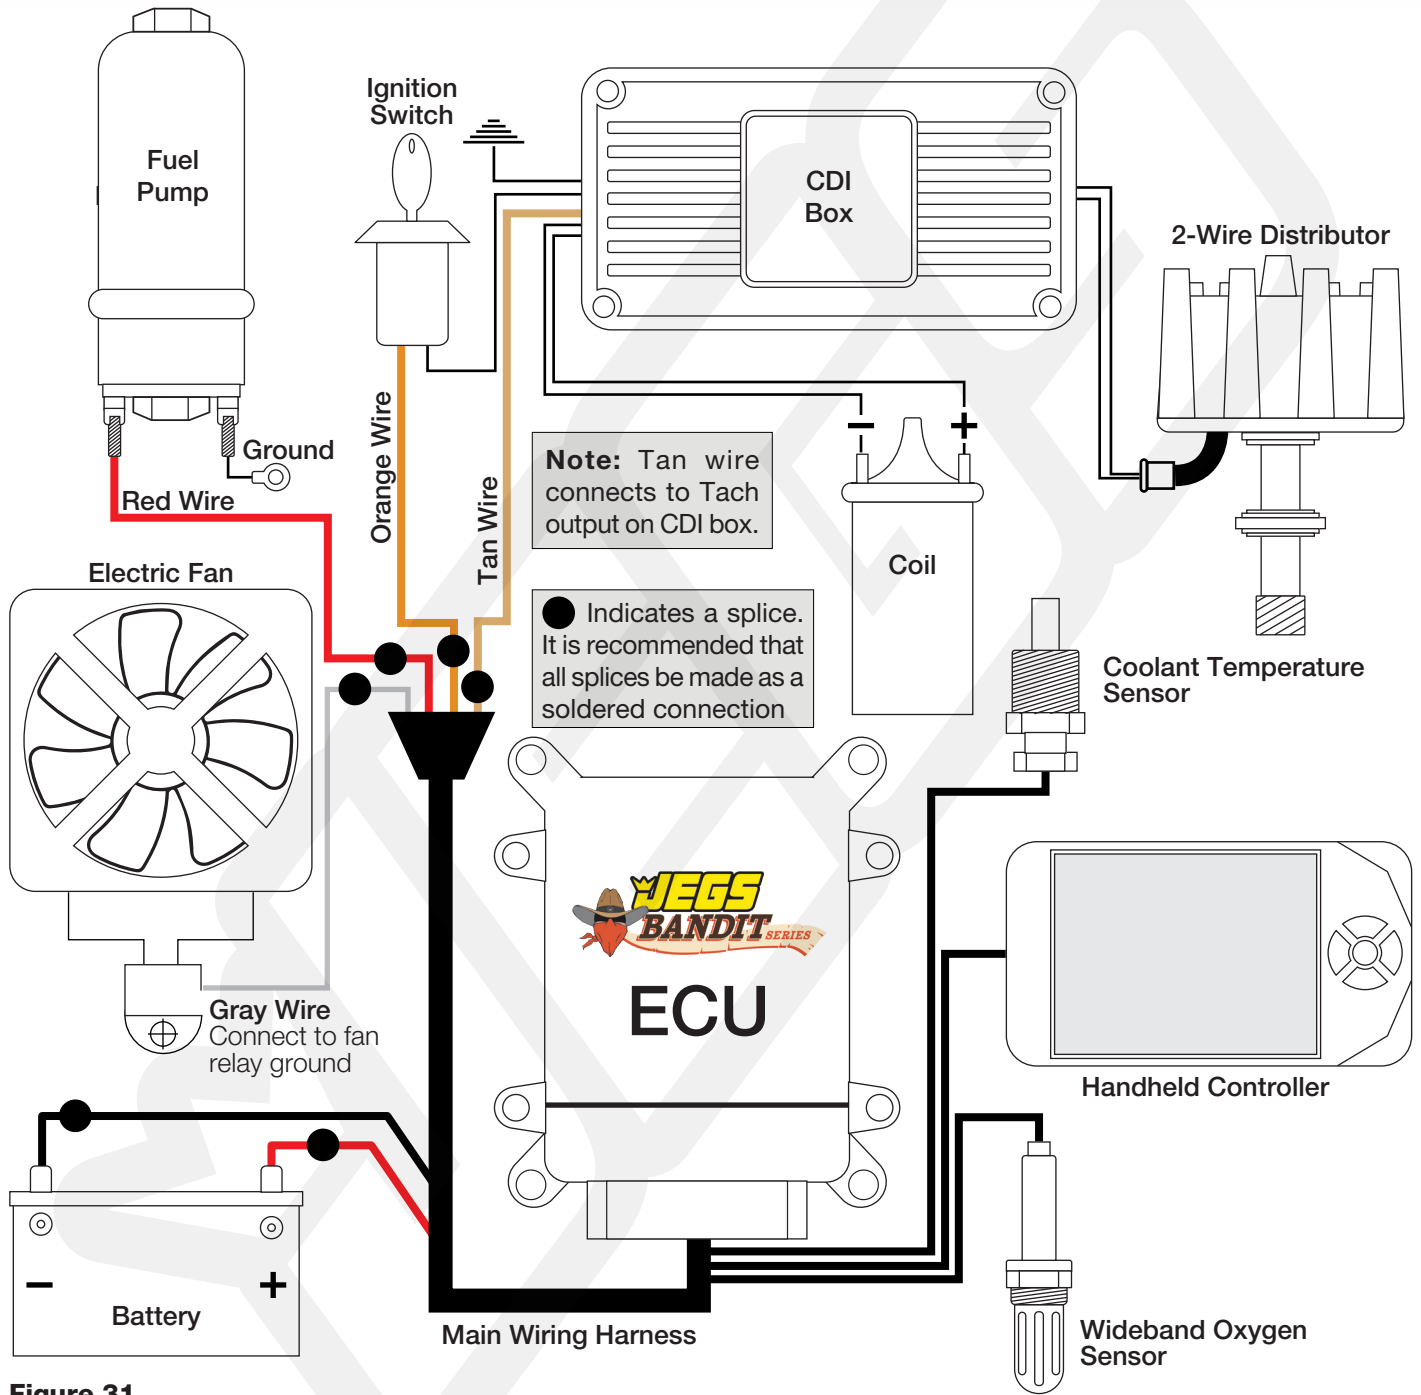 Fuel
Pump
Ignition
Switch
CDI
Box
2-Wire Distributor
Ground
Red Wire
Orange Wire
Tan Wire
Note: Tan wire
connects to Tach
output on CDI box.
Coil
Electric Fan
Indicates a splice.
It is recommended that
all splices be made as a
soldered connection
Coolant Temperature
Sensor
JEGS
BANDIT SERIES
ECU
Gray Wire
Connect to fan
relay ground
Handheld Controller
Battery
Main Wiring Harness
Wideband Oxygen
Sensor
Figure 31